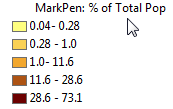 MarkPen: % of Total Pop
0.04- 0.28
0.28 - 1.0
1.0- 11.6
11.6 - 28.6
28.6 - 73.1